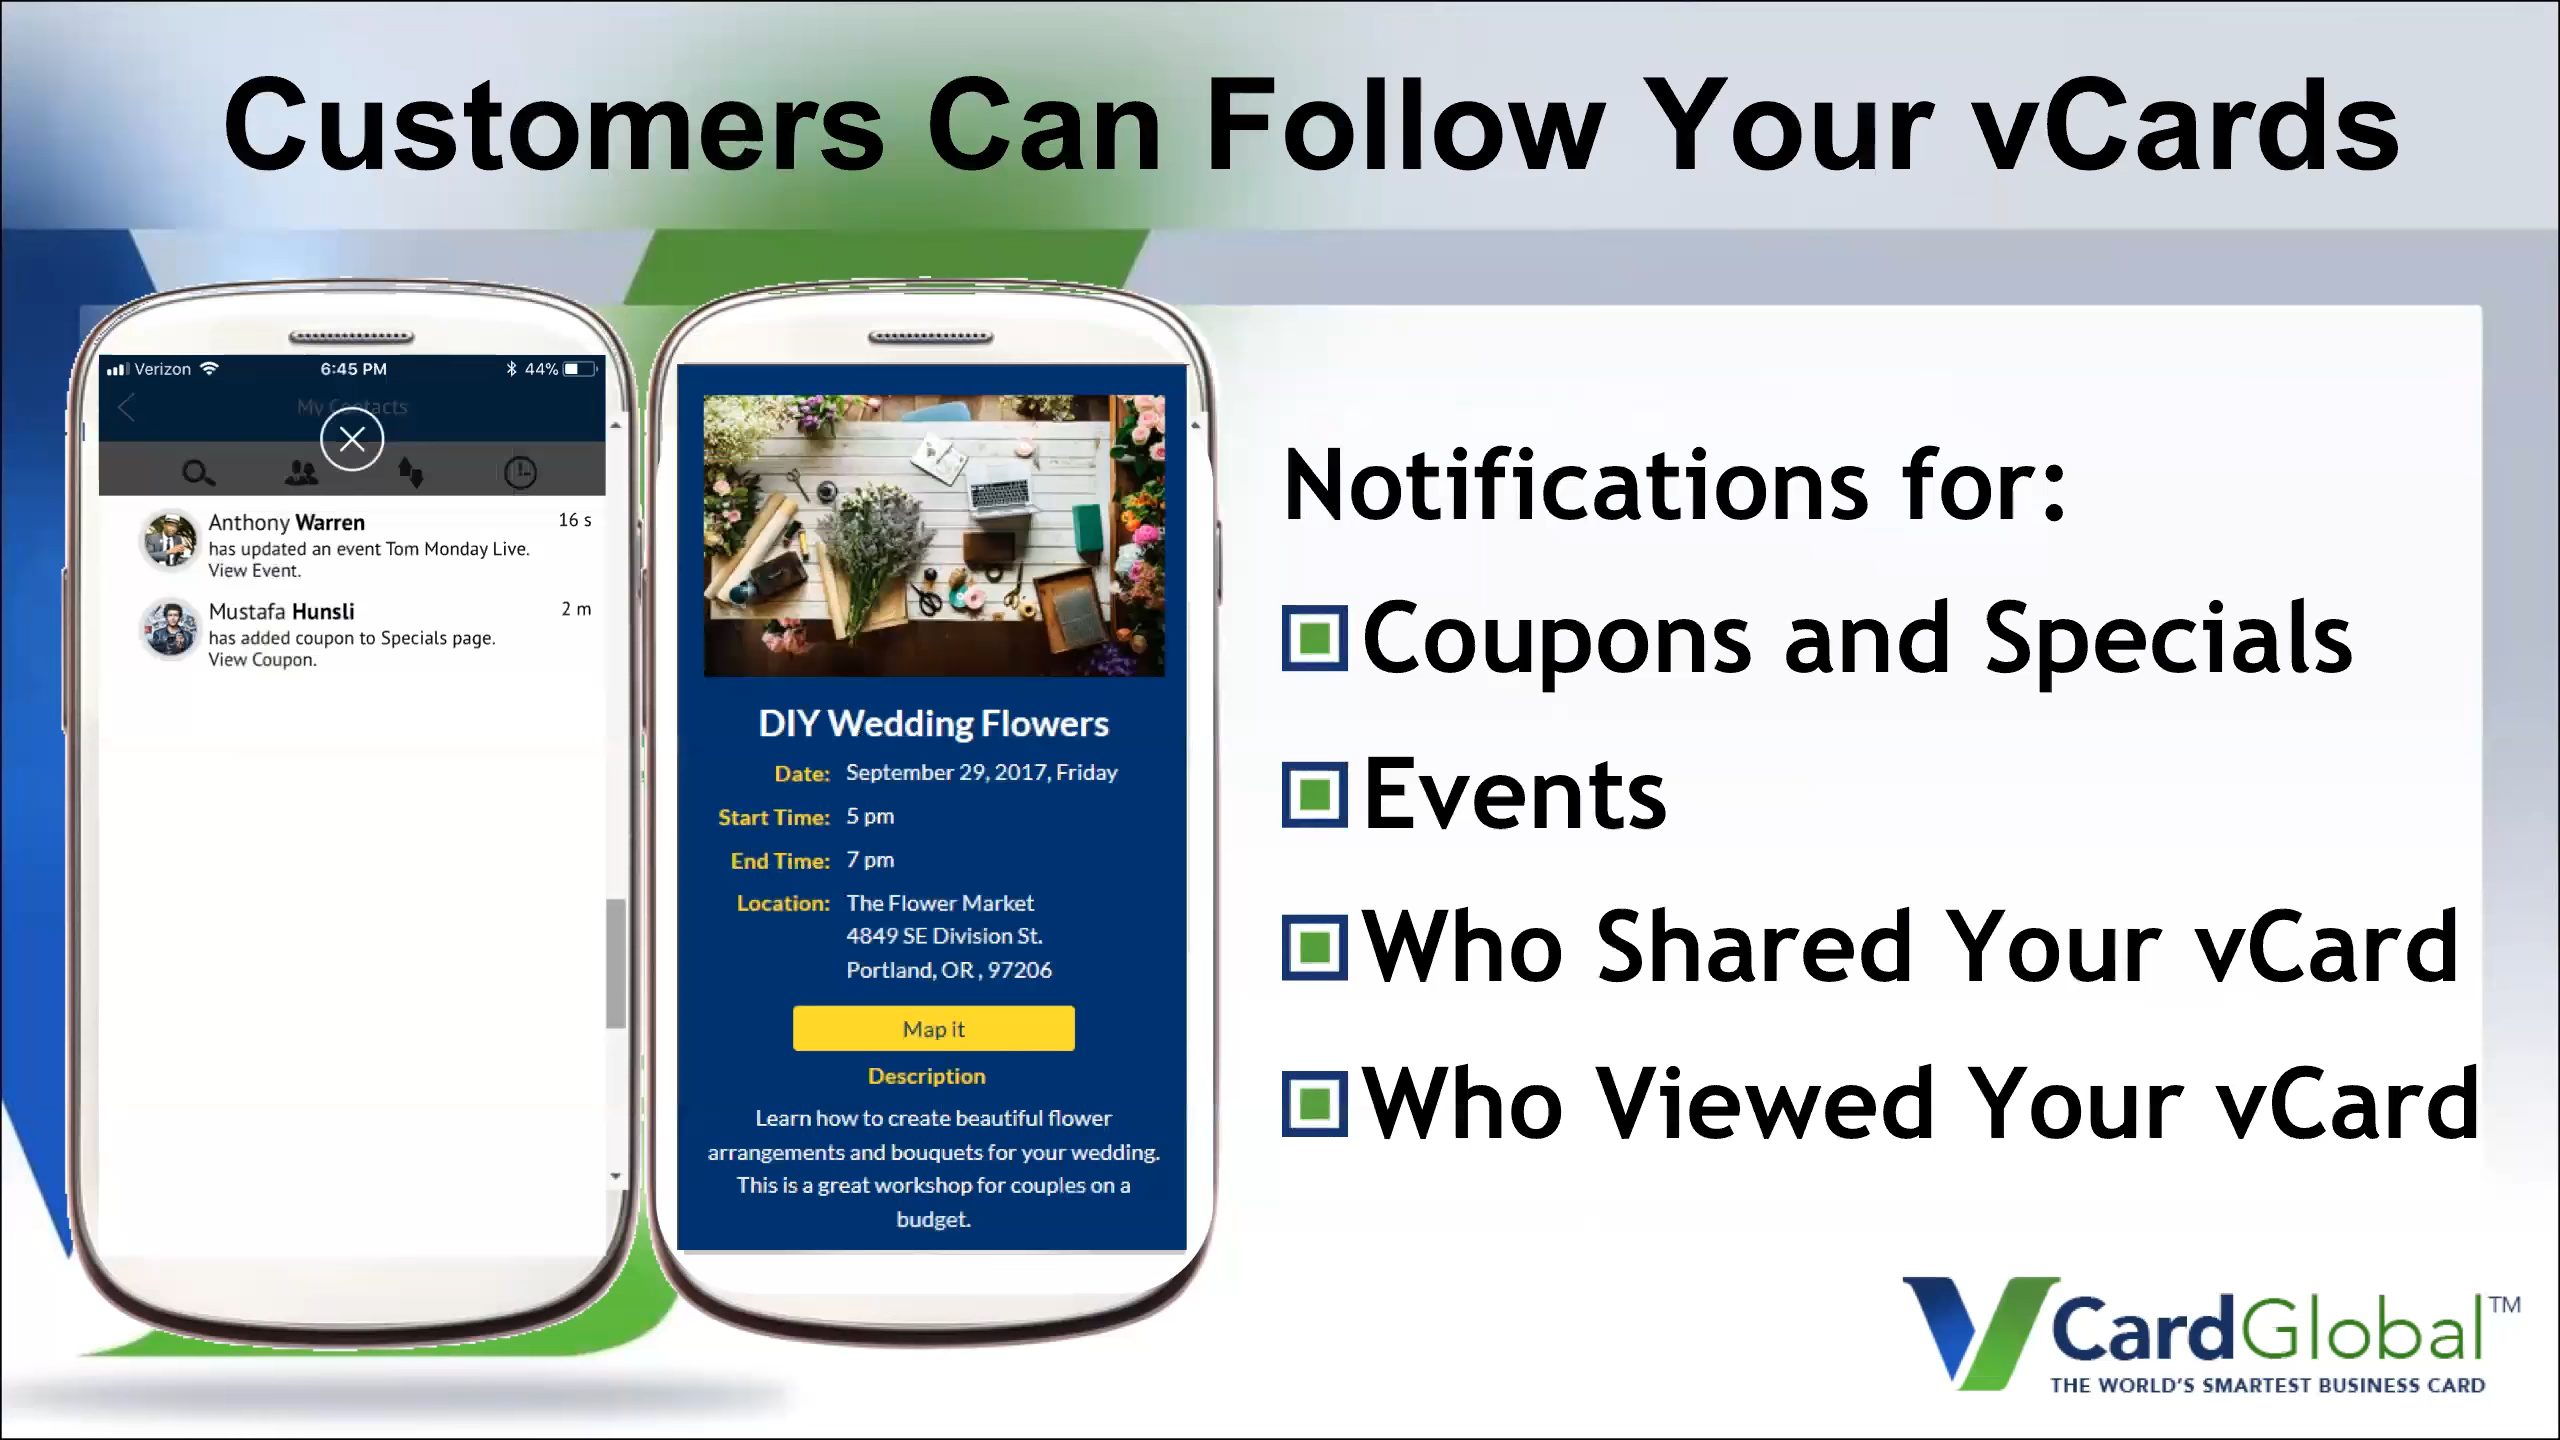 Customers Can Follow Your vCards
Verizon
6:45 PM
44%
My Contacts
Anthony Warren
16 s
has updated an event Tom Monday Live.
View Event.
Mustafa Hunsli
2 m
has added coupon to Specials page.
View Coupon.
DIY Wedding Flowers
Date: September 29, 2017, Friday
Start Time: 5 pm
End Time: 7 pm
Location: The Flower Market
4849 SE Division St.
Portland, OR , 97206
Map it
Description
Learn how to create beautiful flower
arrangements and bouquets for your wedding.
This is a great workshop for couples on a
budget.
Notifications for:
Coupons and Specials
Events
Who Shared Your vCard
Who Viewed Your vCard
VCardGlobal™
THE WORLD'S SMARTEST BUSINESS CARD